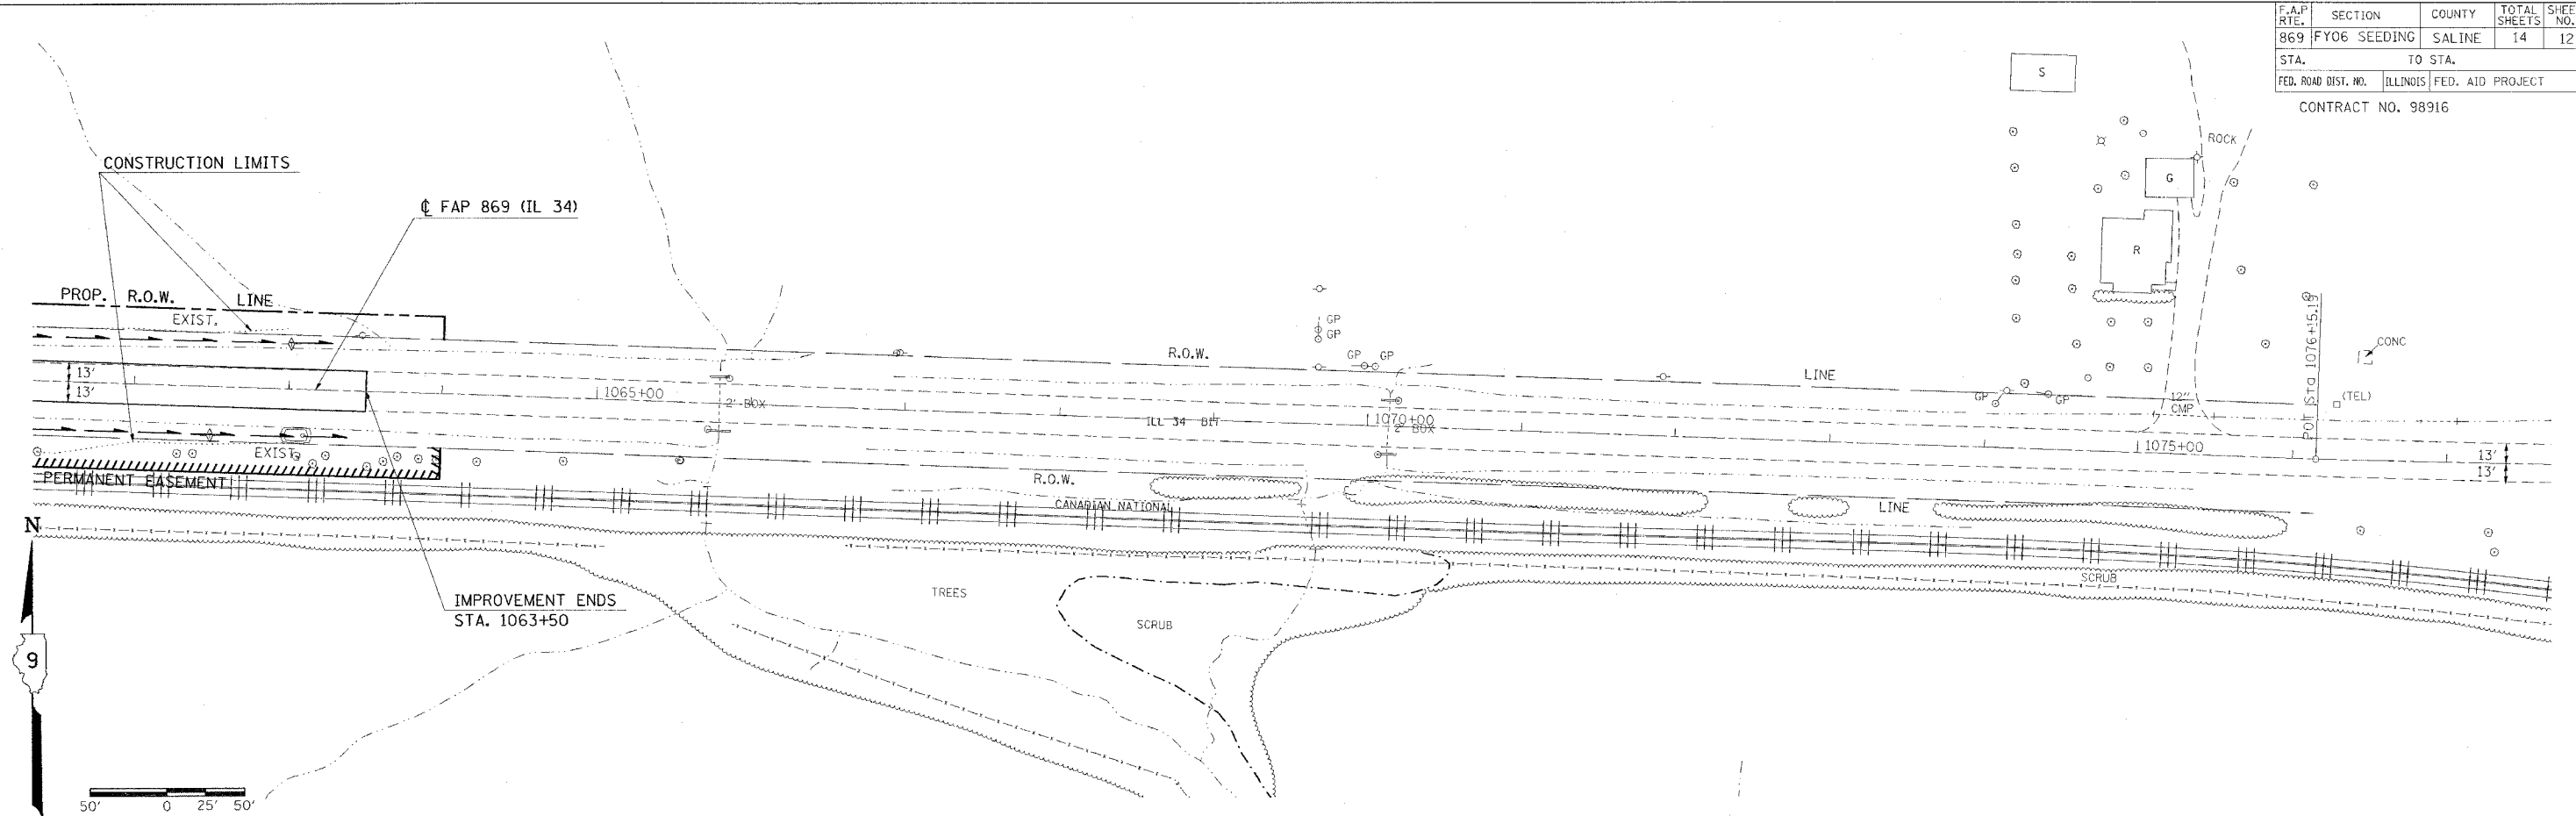 F.A.P RTE. SECTION COUNTY TOTAL SHEETS SHEE NO.
869 FY06 SEEDING SALINE 14 12
STA. TO STA.
FED. ROAD DIST. NO. ILLINOIS FED. AID PROJECT
CONTRACT NO. 98916
S
ROCK
G
R
CONSTRUCTION LIMITS
℄ FAP 869 (IL 34)
PROP. R.O.W. LINE
EXIST.
13'
13'
GP
GP
GP GP
R.O.W.
LINE
1065+00
2' BOX
ILL 34 BIT
1070+00
2' BOX
GP
GP
12"
CMP
POT Sta 1076+15.19
CONC
(TEL)
1075+00
13'
13'
EXIST.
PERMANENT EASEMENT
R.O.W.
CANADIAN NATIONAL
LINE
N
IMPROVEMENT ENDS
STA. 1063+50
TREES
SCRUB
SCRUB
9
50' 0 25' 50'